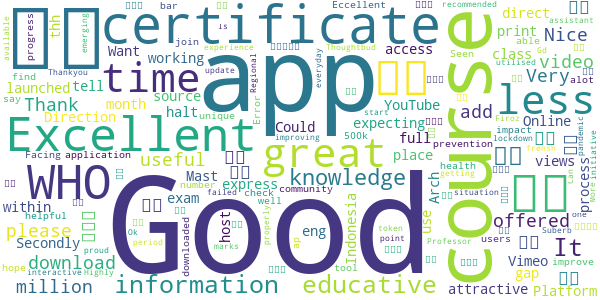 Good
app
course
certificate
Excellent
WHO
time
great
less
information
educative
knowledge
offered
It
Very
Nice
video
add
Thank
useful
download
million
please
Secondly
within
month
Direction
launched
Want
working
source
tell
halt
express
Mast
exam
host
eng
Indonesia
Could
expecting
YouTube
full
place
use
Arch
access
direct
print
class
Online
views
process
Vimeo
gap
attractive
Platform
join
bar
Eccellent
thh
progress
available
find
say
Thankyou
Facing
application
helpful
hope
proud
interactive
Highly
period
Ok
downloaded
failed
marks
number
check
community
well
properly
ap
point
tool
token
Professor
users
health
getting
situation
prevention
Seen
utilised
Firoz
impact
lockdown
pandemic
initiative
More
can
one
Suberb
improve
alot
able
Gd
emerging
recommended
assistant
Thoughtbud
everyday
start
improving
500k
Regional
Error
update
unique
experience
is